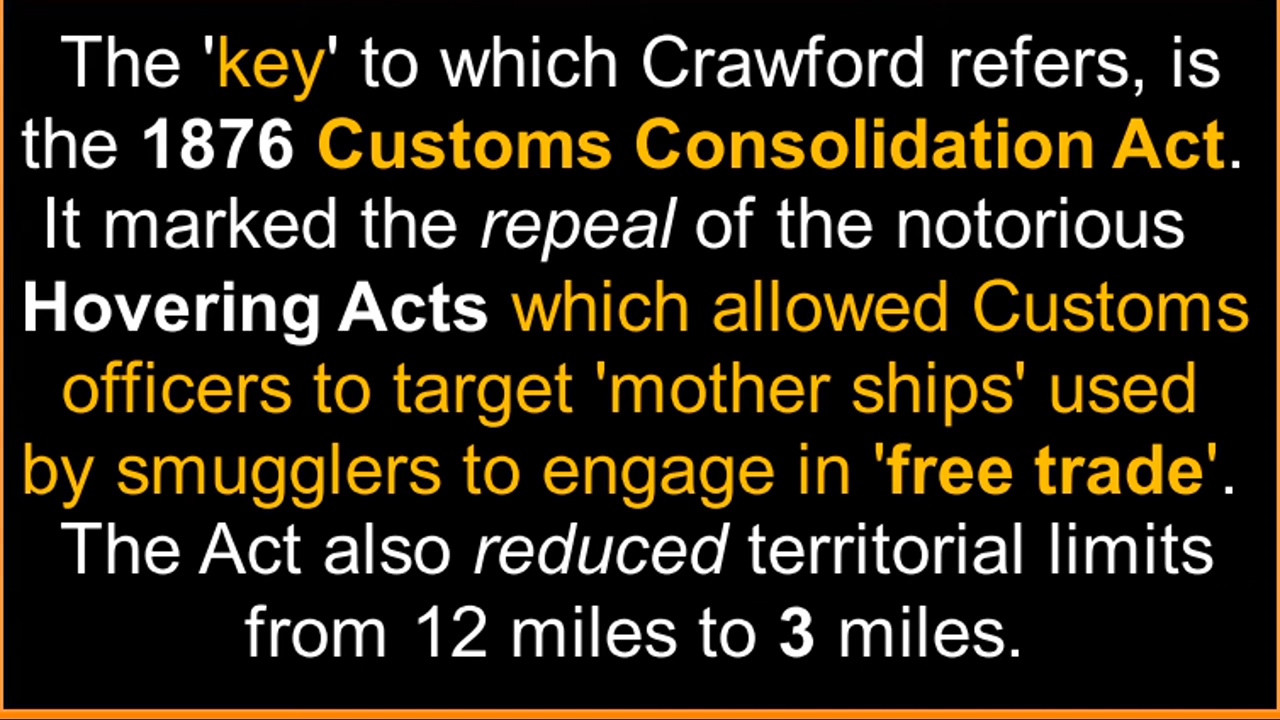 The 'key' to which Crawford refers, is
the 1876 Customs Consolidation Act.
It marked the repeal of the notorious
Hovering Acts which allowed Customs
officers to target 'mother ships' used
by smugglers to engage in 'free trade'.
The Act also reduced territorial limits
from 12 miles to 3 miles.